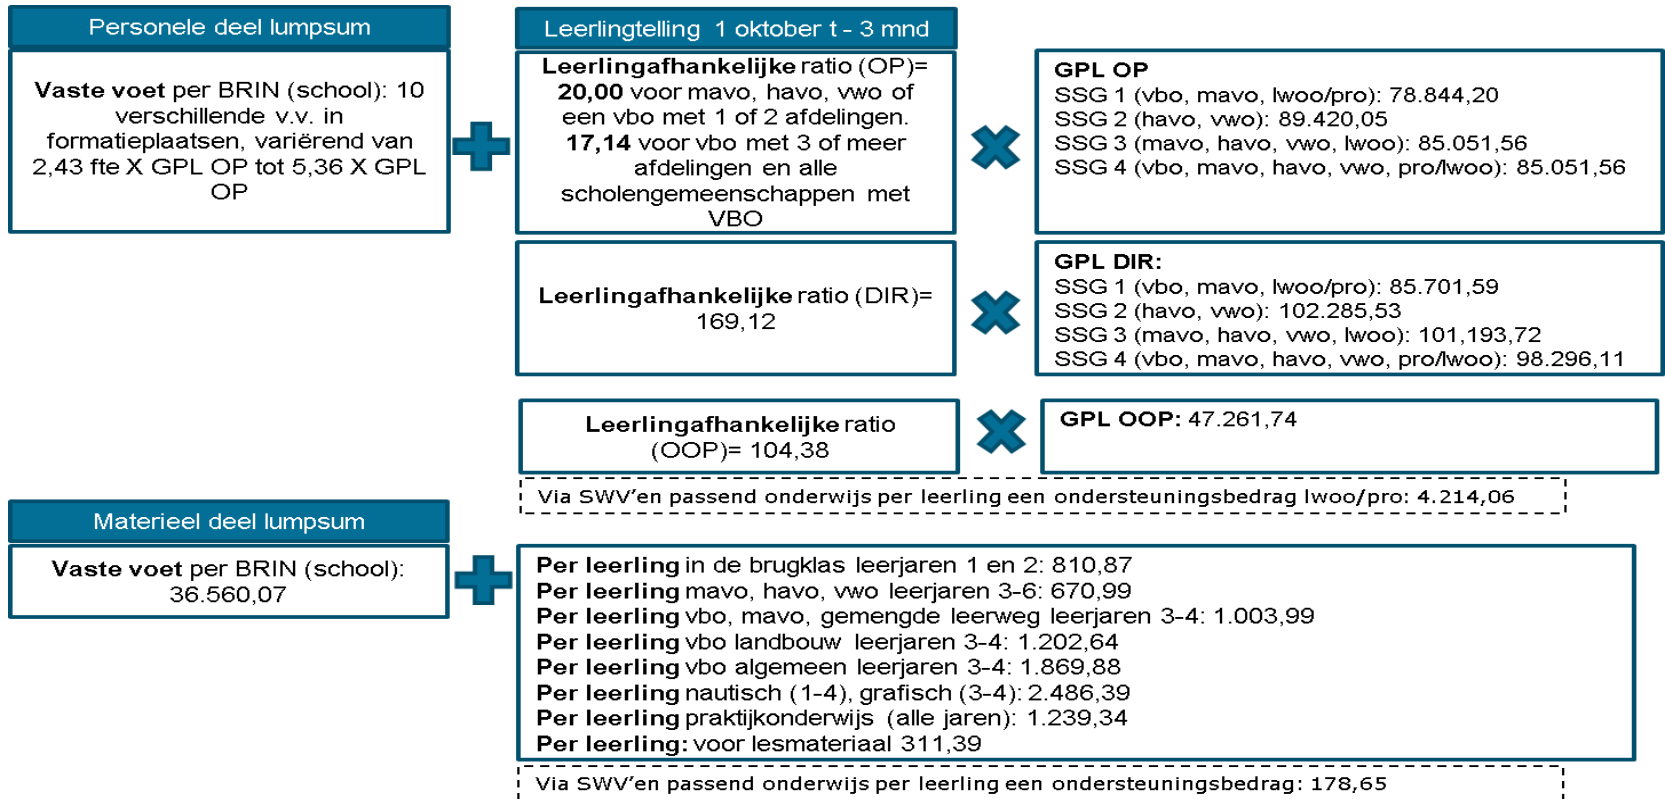 Personele deel lumpsum
Vaste voet per BRIN (school): 10
verschillende v.v. in
formatieplaatsen, variërend van
2,43 fte X GPL OP tot 5,36 X GPL
OP
Leerlingtelling 1 oktober t - 3 mnd
Leerlingafhankelijke ratio (OP)=
20,00 voor mavo, havo, vwo of
een vbo met 1 of 2 afdelingen.
17,14 voor vbo met 3 of meer
afdelingen en alle
scholengemeenschappen met
VBO
GPL OP
SSG 1 (vbo, mavo, lwoo/pro): 78.844,20
SSG 2 (havo, vwo): 89.420,05
SSG 3 (mavo, havo, vwo, lwoo): 85.051,56
SSG 4 (vbo, mavo, havo, vwo, pro/lwoo): 85.051,56
Leerlingafhankelijke ratio (DIR)=
169,12
GPL DIR:
SSG 1 (vbo, mavo, lwoo/pro): 85.701,59
SSG 2 (havo, vwo): 102.285,53
SSG 3 (mavo, havo, vwo, lwoo): 101,193,72
SSG 4 (vbo, mavo, havo, vwo, pro/lwoo): 98.296,11
Leerlingafhankelijke ratio
(OOP)= 104,38
GPL OOP: 47.261,74
Via SWV'en passend onderwijs per leerling een ondersteuningsbedrag lwoo/pro: 4.214,06
Materieel deel lumpsum
Vaste voet per BRIN (school):
36.560,07
Per leerling in de brugklas leerjaren 1 en 2: 810,87
Per leerling mavo, havo, vwo leerjaren 3-6: 670,99
Per leerling vbo, mavo, gemengde leerweg leerjaren 3-4: 1.003,99
Per leerling vbo landbouw leerjaren 3-4: 1.202,64
Per leerling vbo algemeen leerjaren 3-4: 1.869,88
Per leerling nautisch (1-4), grafisch (3-4): 2.486,39
Per leerling praktijkonderwijs (alle jaren): 1.239,34
Per leerling: voor lesmateriaal 311,39
Via SWV'en passend onderwijs per leerling een ondersteuningsbedrag: 178,65